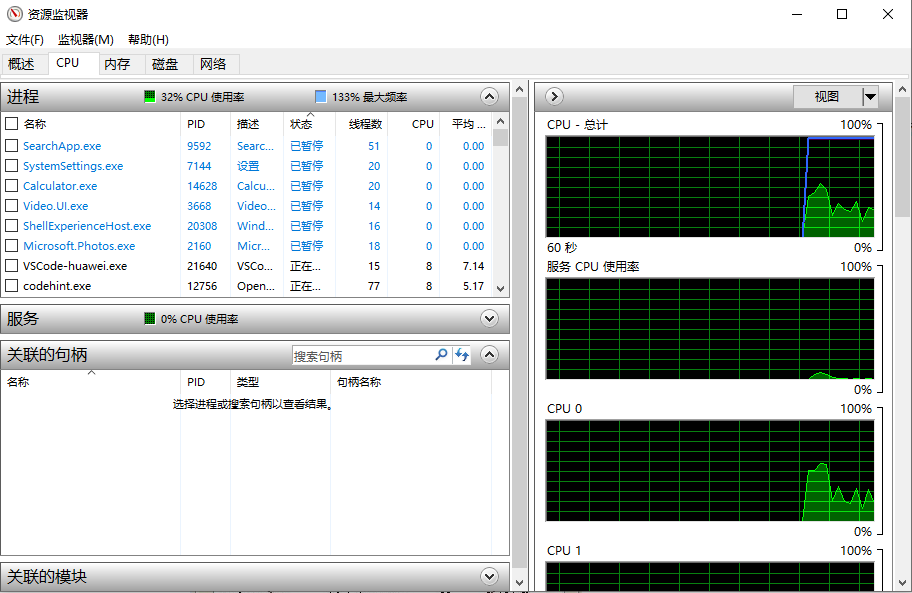 资源监视器
文件(F) 监视器(M) 帮助(H)
概述 CPU 内存 磁盘 网络
进程 32% CPU 使用率 133% 最大频率
名称 PID 描述 状态 线程数 CPU 平均 ...
SearchApp.exe 9592 Searc... 已暂停 51 0 0.00
SystemSettings.exe 7144 设置 已暂停 20 0 0.00
Calculator.exe 14628 Calcu... 已暂停 20 0 0.00
Video.UI.exe 3668 Video... 已暂停 14 0 0.00
ShellExperienceHost.exe 20308 Wind... 已暂停 16 0 0.00
Microsoft.Photos.exe 2160 Micr... 已暂停 18 0 0.00
VSCode-huawei.exe 21640 VSCo... 正在... 15 8 7.14
codehint.exe 12756 Open... 正在... 77 8 5.17
服务 0% CPU 使用率
关联的句柄 搜索句柄
名称 PID 类型 句柄名称
选择进程或搜索句柄以查看结果。
关联的模块
视图
CPU - 总计 100%
60 秒 0%
服务 CPU 使用率 100%
0%
CPU 0 100%
0%
CPU 1 100%